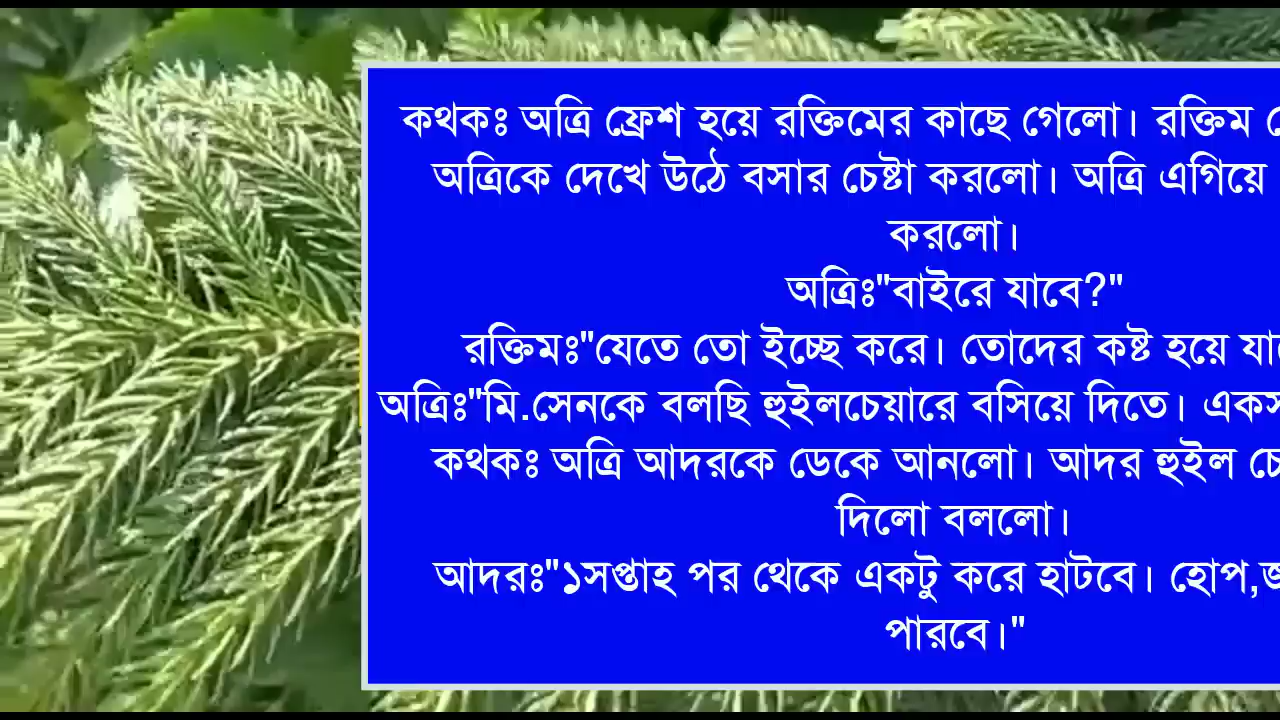 কথকঃ অত্রি ফ্রেশ হয়ে রক্তিমের কাছে গেলো। রক্তিম
অত্রিকে দেখে উঠে বসার চেষ্টা করলো। অত্রি এগিয়ে
করলো।
অত্রিঃ"বাইরে যাবে?"
রক্তিমঃ"যেতে তো ইচ্ছে করে। তোদের কষ্ট হয়ে
অত্রিঃ"মি.সেনকে বলছি হুইলচেয়ারে বসিয়ে দিতে।
কথকঃ অত্রি আদরকে ডেকে আনলো। আদর হুইল
দিলো বললো।
আদরঃ"১সপ্তাহ পর থেকে একটু করে হাটবে। হোপ,
পারবে।"